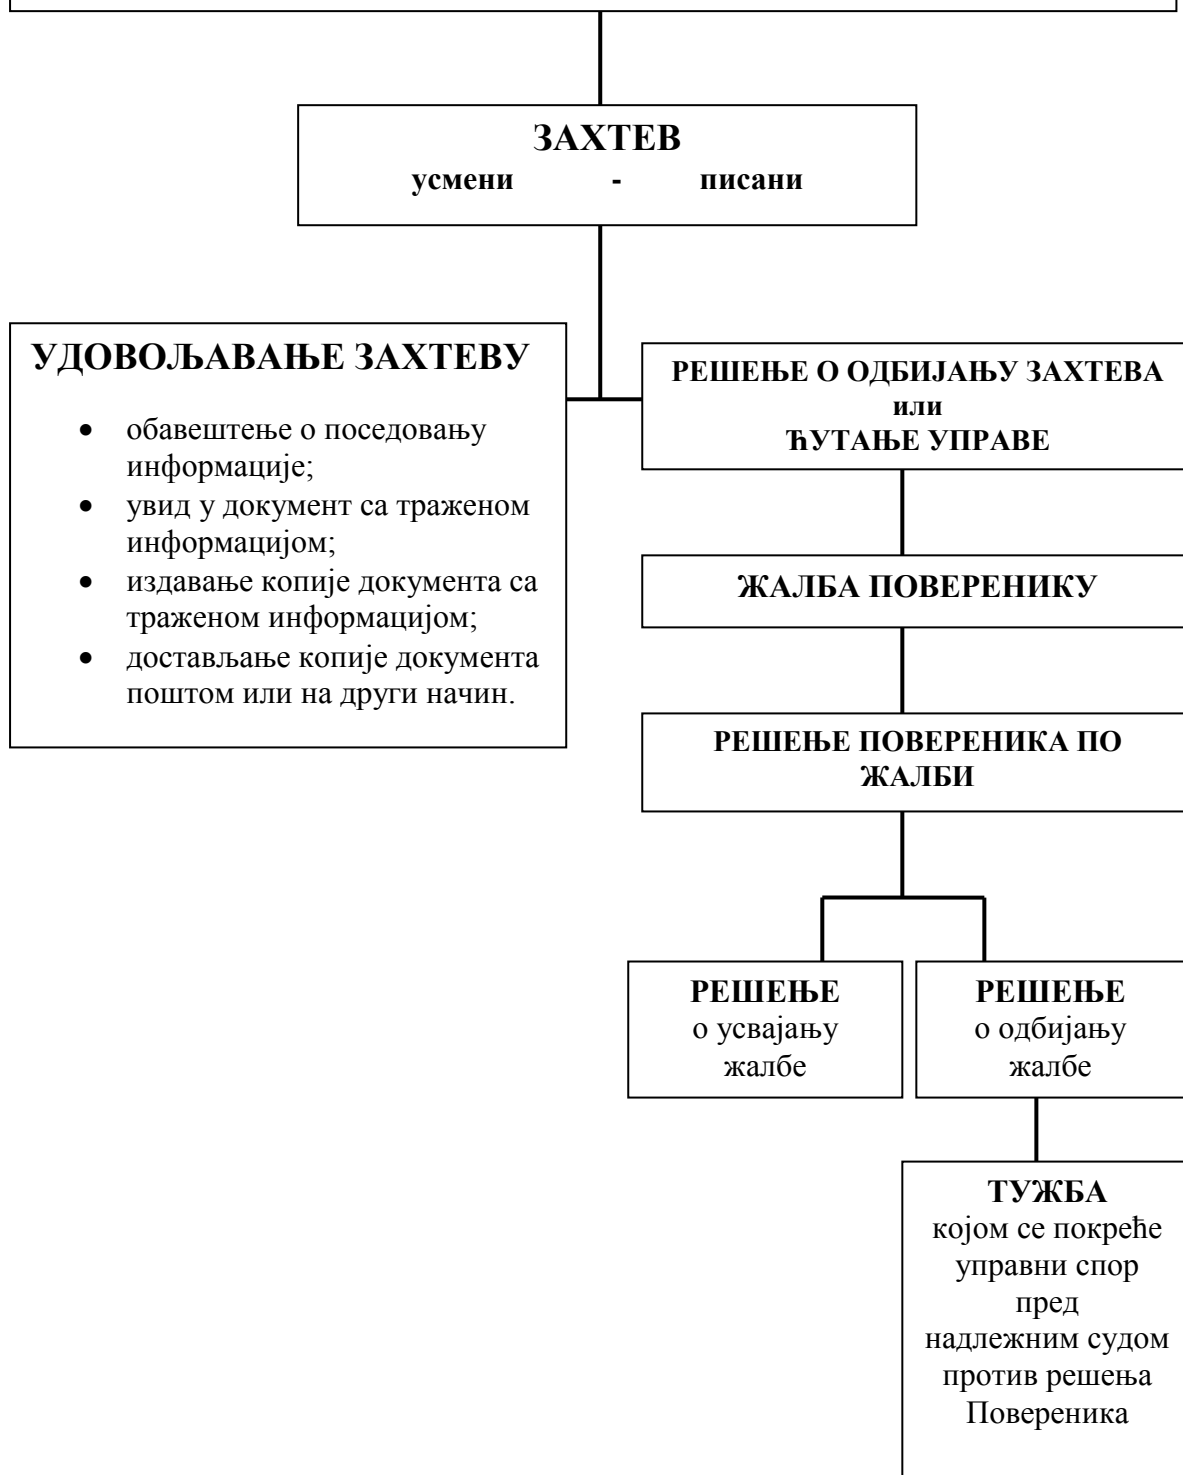 ЗАХТЕВ
усмени - писани
УДОВОЉАВАЊЕ ЗАХТЕВУ
• обавештење о поседовању
информације;
• увид у документ са траженом
информацијом;
• издавање копије документа са
траженом информацијом;
• достављање копије документа
поштом или на други начин.
РЕШЕЊЕ О ОДБИЈАЊУ ЗАХТЕВА
или
ЋУТАЊЕ УПРАВЕ
ЖАЛБА ПОВЕРЕНИКУ
РЕШЕЊЕ ПОВЕРЕНИКА ПО
ЖАЛБИ
РЕШЕЊЕ
о усвајању
жалбе
РЕШЕЊЕ
о одбијању
жалбе
ТУЖБА
којом се покреће
управни спор
пред
надлежним судом
против решења
Повереника